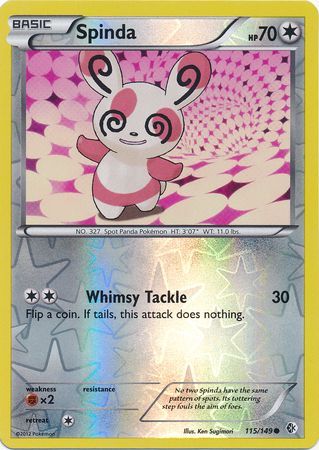 BASIC
Spinda
HP70
NO. 327. Spot Panda Pokémon HT: 3'07" WT: 11.0 lbs.
Whimsy Tackle 30
Flip a coin. If tails, this attack does nothing.
weakness
×2
resistance
retreat
No two Spinda have the same
pattern of spots. Its tottering
step fouls the aim of foes.
Illus. Ken Sugimori
115/149
©2012 Pokémon